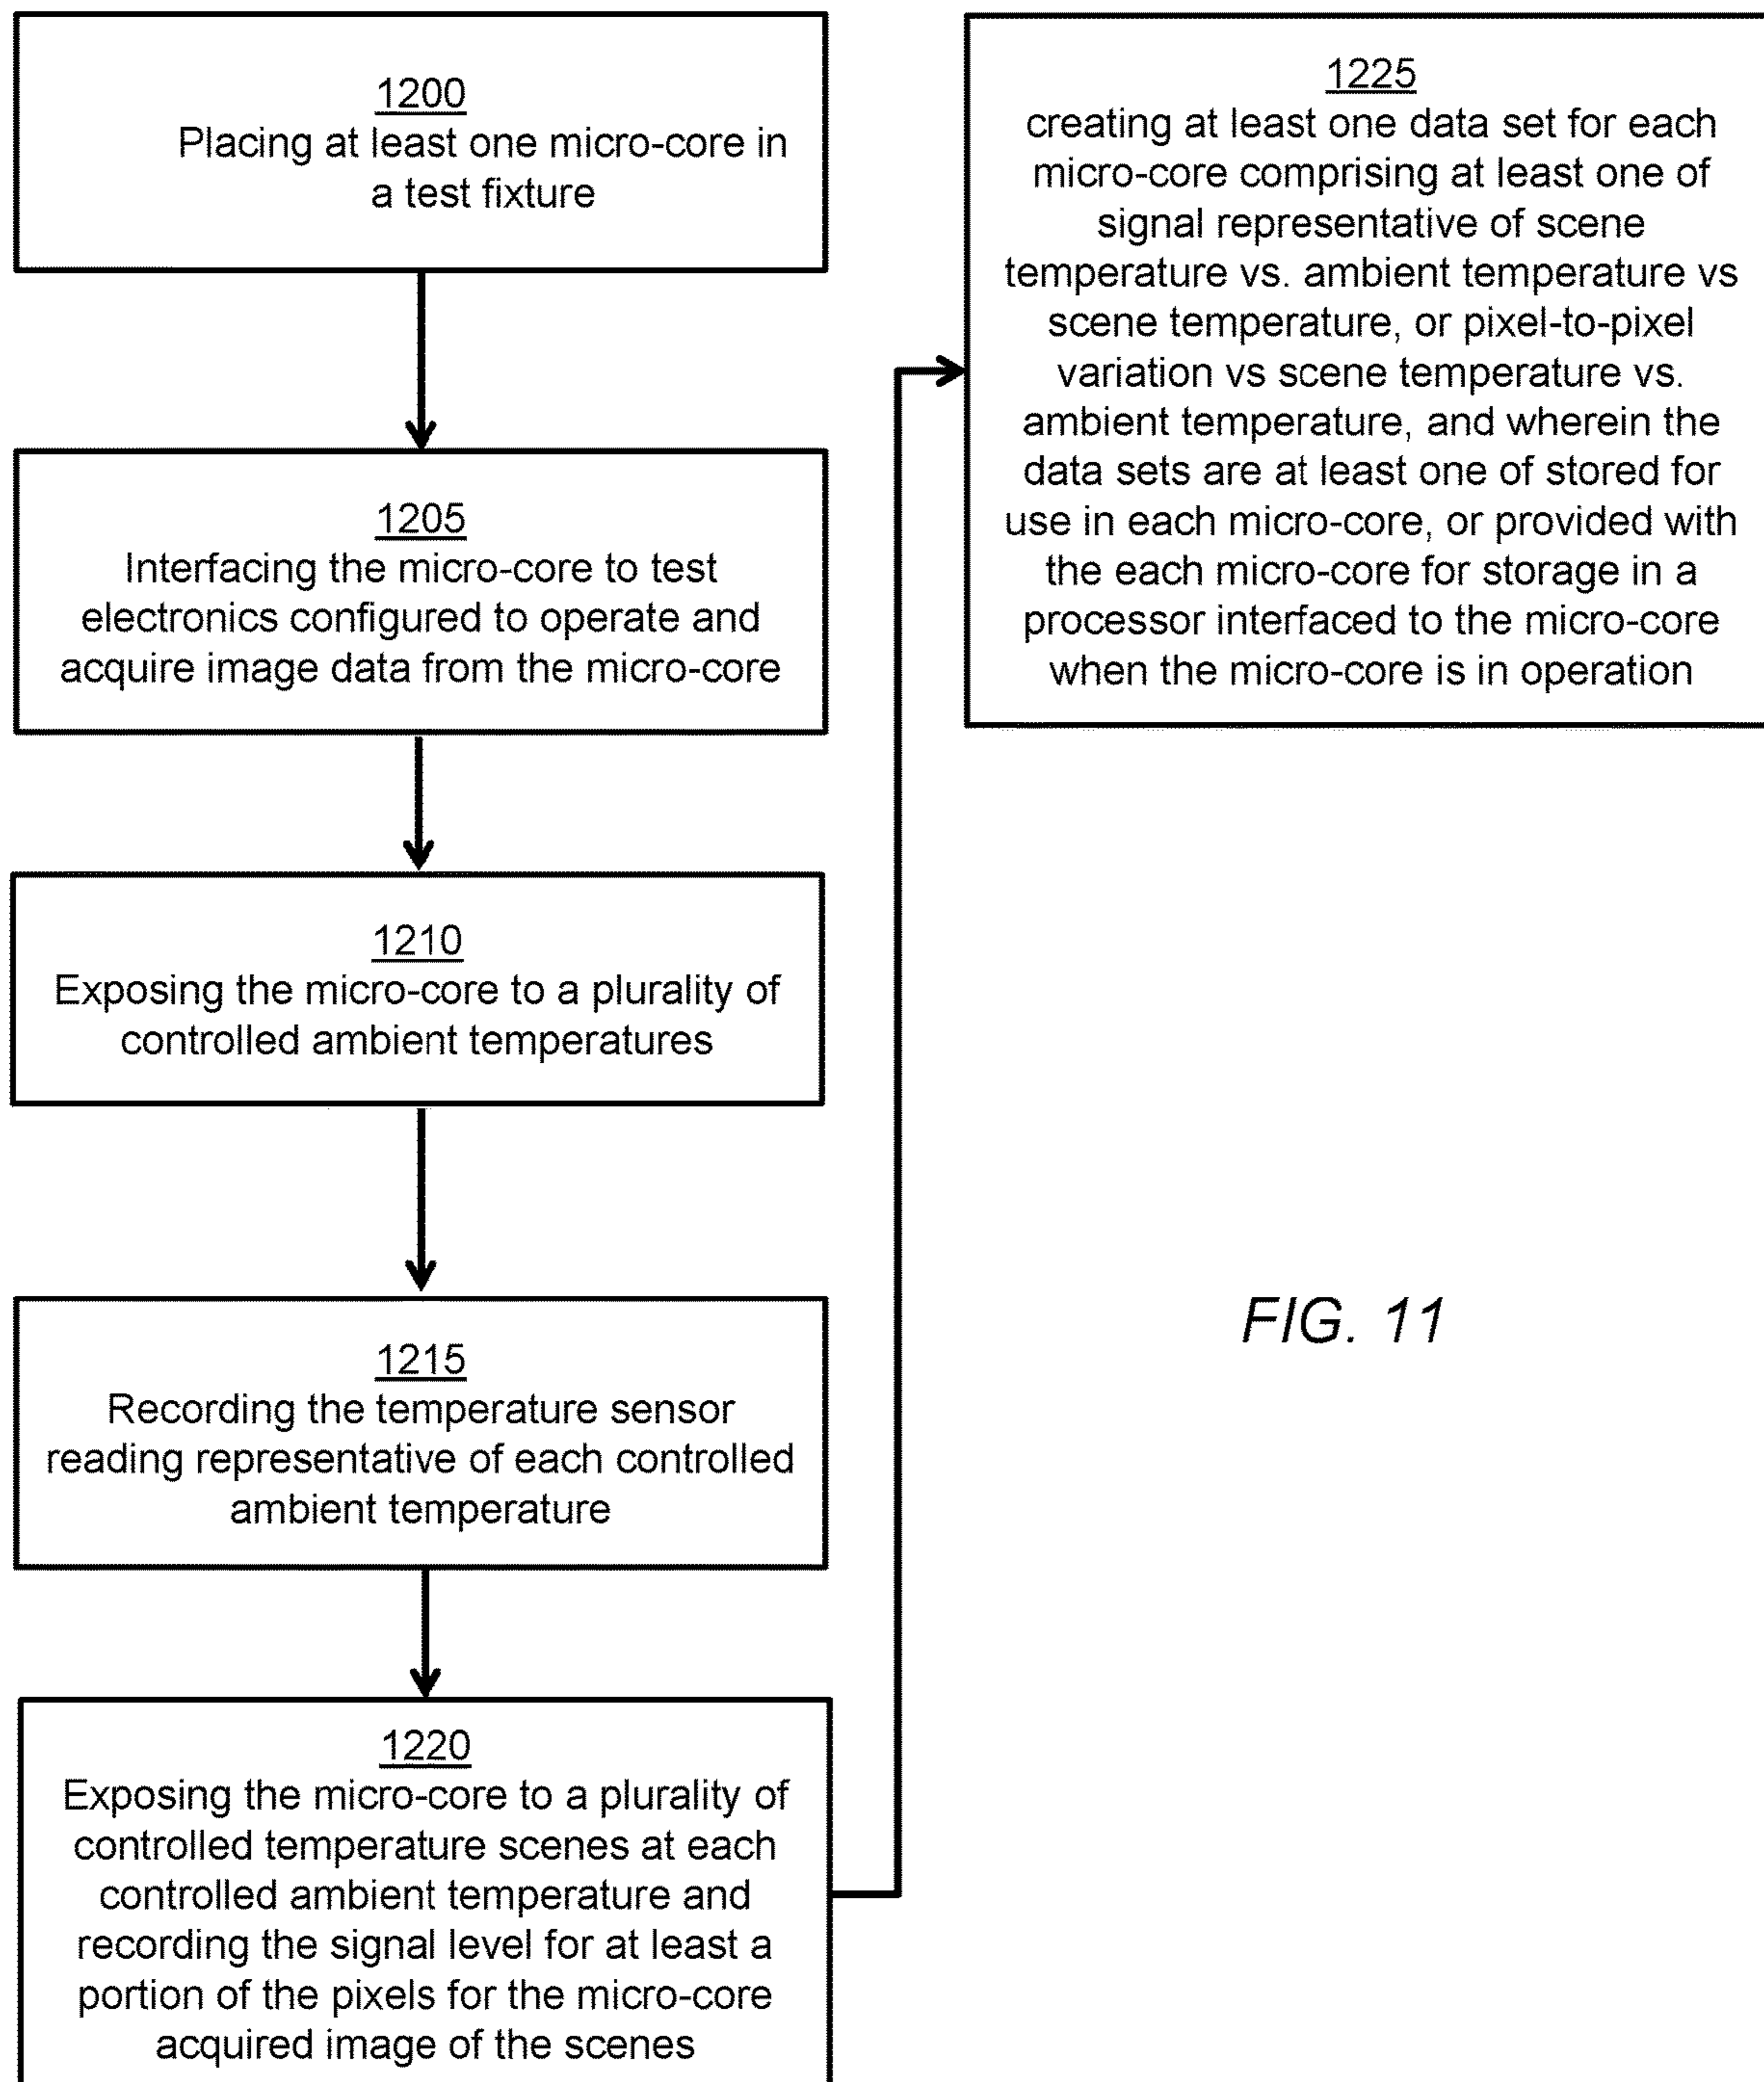 1200
Placing at least one micro-core in
a test fixture
1205
Interfacing the micro-core to test
electronics configured to operate and
acquire image data from the micro-core
1210
Exposing the micro-core to a plurality of
controlled ambient temperatures
1215
Recording the temperature sensor
reading representative of each controlled
ambient temperature
1220
Exposing the micro-core to a plurality of
controlled temperature scenes at each
controlled ambient temperature and
recording the signal level for at least a
portion of the pixels for the micro-core
acquired image of the scenes
1225
creating at least one data set for each
micro-core comprising at least one of
signal representative of scene
temperature vs. ambient temperature vs
scene temperature, or pixel-to-pixel
variation vs scene temperature vs.
ambient temperature, and wherein the
data sets are at least one of stored for
use in each micro-core, or provided with
the each micro-core for storage in a
processor interfaced to the micro-core
when the micro-core is in operation
FIG. 11